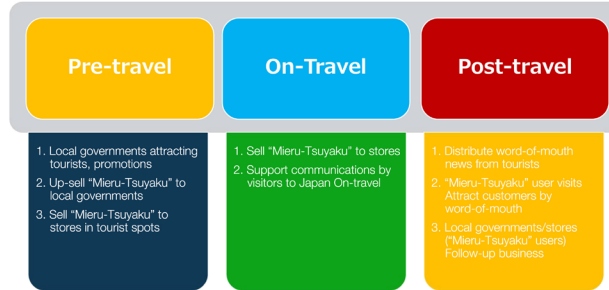 Pre-travel
On-Travel
Post-travel
1. Local governments attracting
tourists, promotions
2. Up-sell “Mieru-Tsuyaku” to
local governments
3. Sell “Mieru-Tsuyaku” to
stores in tourist spots
1. Sell “Mieru-Tsuyaku” to stores
2. Support communications by
visitors to Japan On-travel
1. Distribute word-of-mouth
news from tourists
2. “Mieru-Tsuyaku” user visits
Attract customers by
word-of-mouth
3. Local governments/stores
(“Mieru-Tsuyaku” users)
Follow-up business